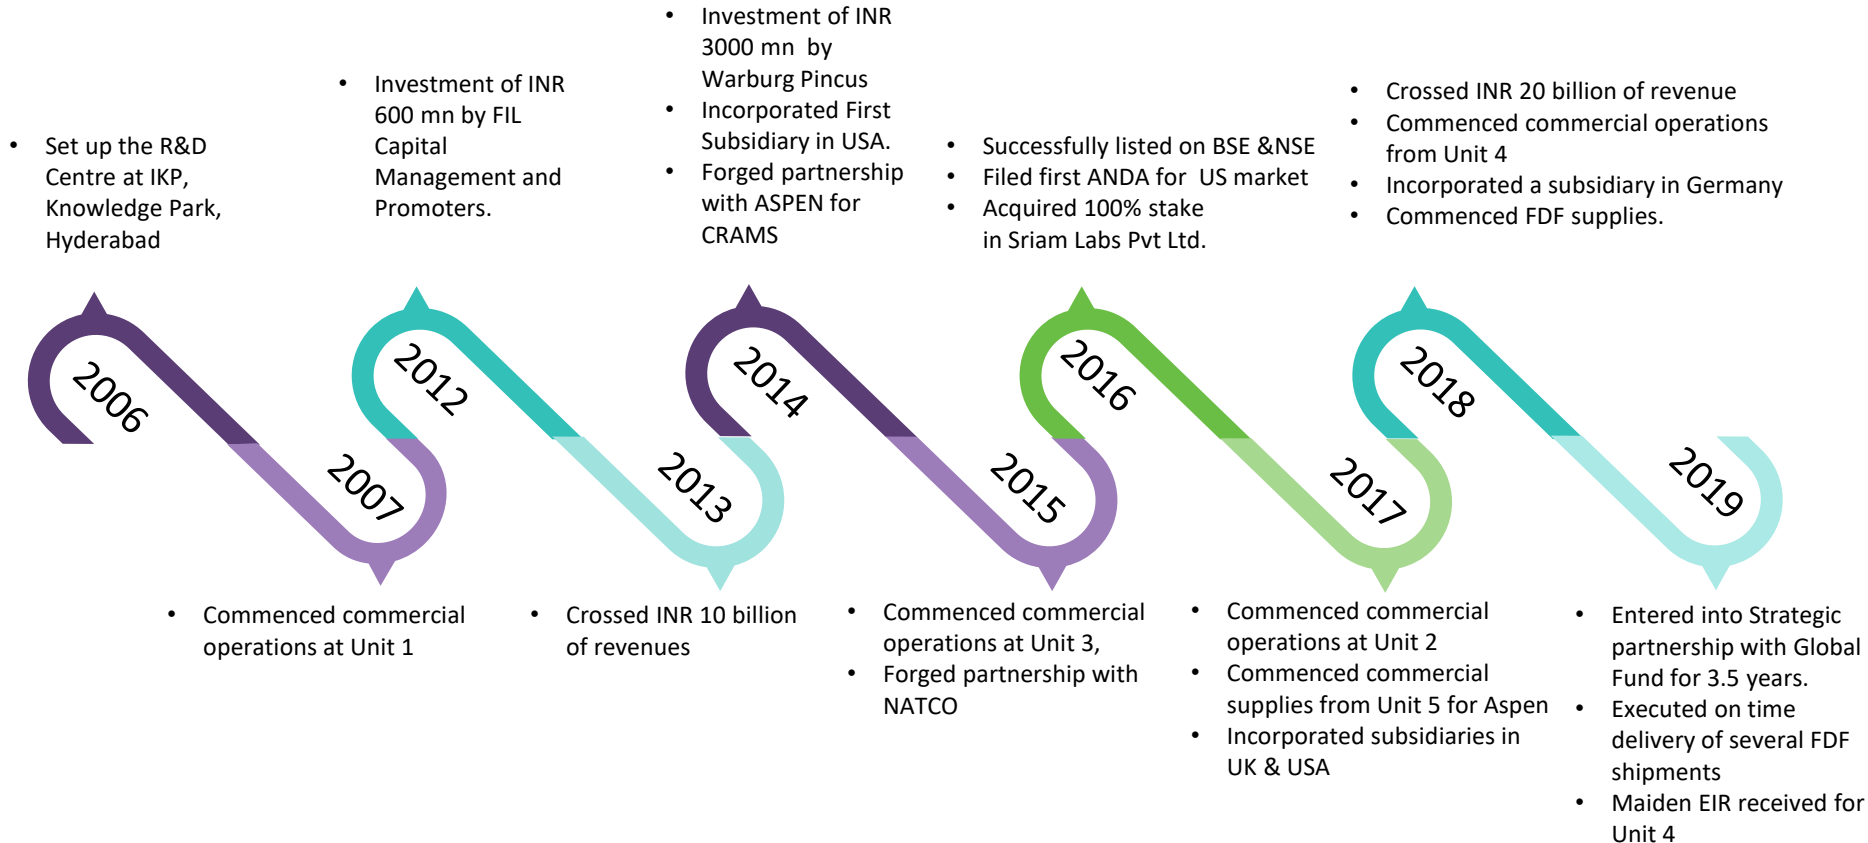 • Set up the R&D
Centre at IKP,
Knowledge Park,
Hyderabad
2006
• Commenced commercial
operations at Unit 1
2007
• Investment of INR
600 mn by FIL
Capital
Management and
Promoters.
2012
• Crossed INR 10 billion
of revenues
2013
• Investment of INR
3000 mn by
Warburg Pincus
• Incorporated First
Subsidiary in USA.
• Forged partnership
with ASPEN for
CRAMS
2014
• Commenced commercial
operations at Unit 3,
• Forged partnership with
NATCO
2015
• Successfully listed on BSE &NSE
• Filed first ANDA for US market
• Acquired 100% stake
in Sriam Labs Pvt Ltd.
2016
• Commenced commercial
operations at Unit 2
• Commenced commercial
supplies from Unit 5 for Aspen
• Incorporated subsidiaries in
UK & USA
2017
• Crossed INR 20 billion of revenue
• Commenced commercial operations
from Unit 4
• Incorporated a subsidiary in Germany
• Commenced FDF supplies.
2018
• Entered into Strategic
partnership with Global
Fund for 3.5 years.
• Executed on time
delivery of several FDF
shipments
• Maiden EIR received for
Unit 4
2019